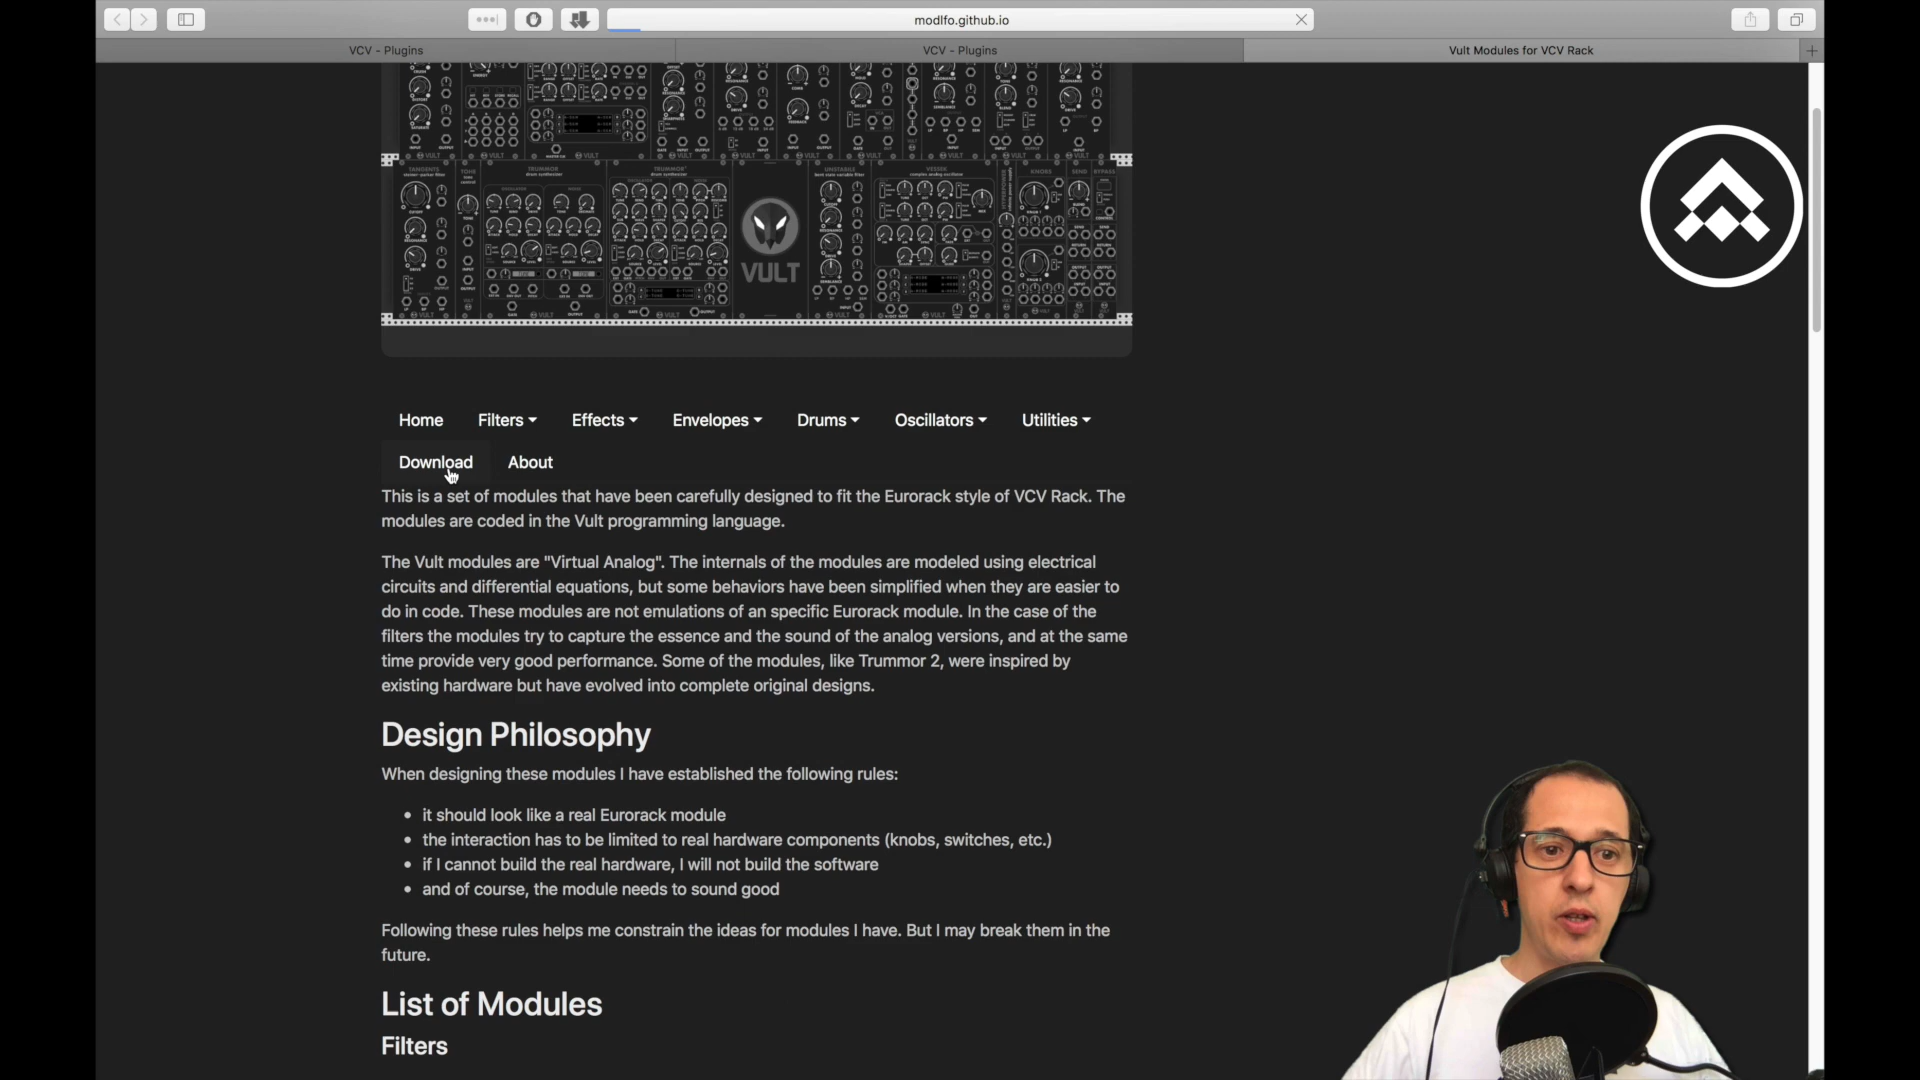 modlfo.github.io
VCV - Plugins
VCV - Plugins
Vult Modules for VCV Rack
VULT
Home
Filters
Effects
Envelopes
Drums
Oscillators
Utilities
Download
About
This is a set of modules that have been carefully designed to fit the Eurorack style of VCV Rack. The
modules are coded in the Vult programming language.
The Vult modules are "Virtual Analog". The internals of the modules are modeled using electrical
circuits and differential equations, but some behaviors have been simplified when they are easier to
do in code. These modules are not emulations of an specific Eurorack module. In the case of the
filters the modules try to capture the essence and the sound of the analog versions, and at the same
time provide very good performance. Some of the modules, like Trummor 2, were inspired by
existing hardware but have evolved into complete original designs.
Design Philosophy
When designing these modules I have established the following rules:
it should look like a real Eurorack module
the interaction has to be limited to real hardware components (knobs, switches, etc.)
if I cannot build the real hardware, I will not build the software
and of course, the module needs to sound good
Following these rules helps me constrain the ideas for modules I have. But I may break them in the
future.
List of Modules
Filters